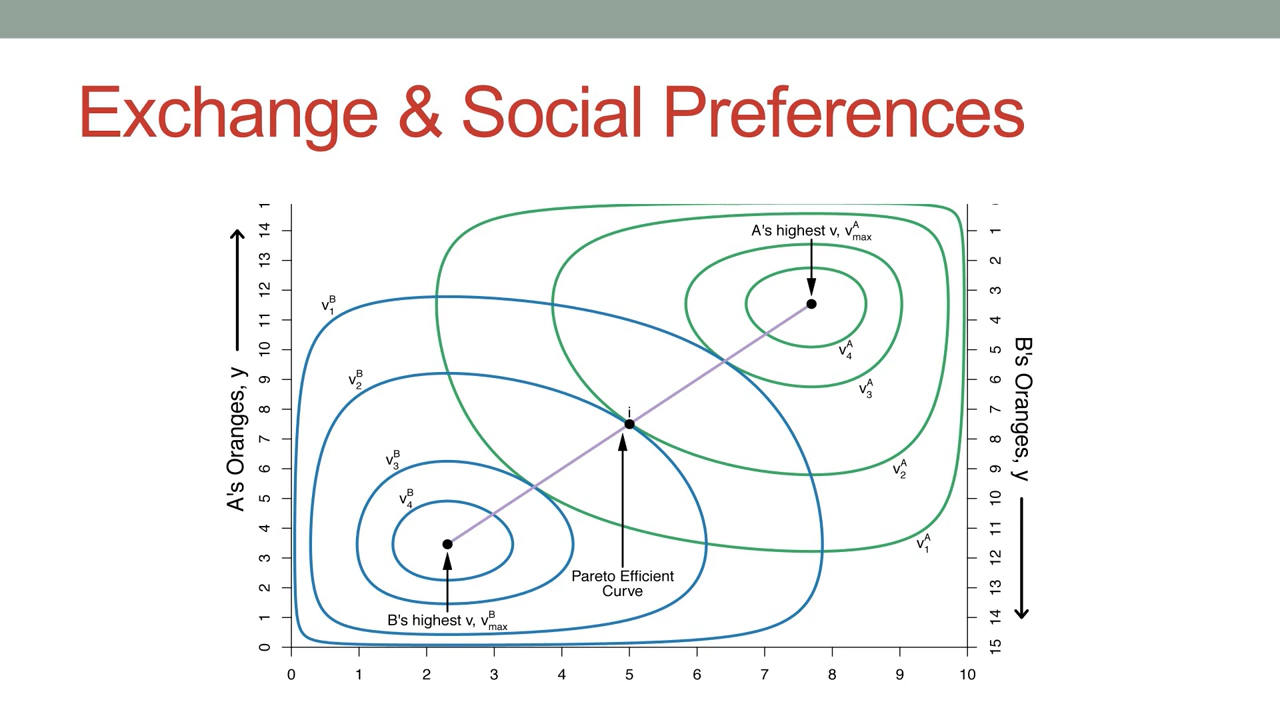 Exchange & Social Preferences
A's Oranges, y
0 1 2 3 4 5 6 7 8 9 10 11 12 13 14 1
A's highest v, v^A_max
v^B_1
v^B_2
v^B_3
v^B_4
i
v^A_4
v^A_3
v^A_2
v^A_1
Pareto Efficient
Curve
B's highest v, v^B_max
1 2 3 4 5 6 7 8 9 10 11 12 13 14 15
B's Oranges, y
0 1 2 3 4 5 6 7 8 9 10